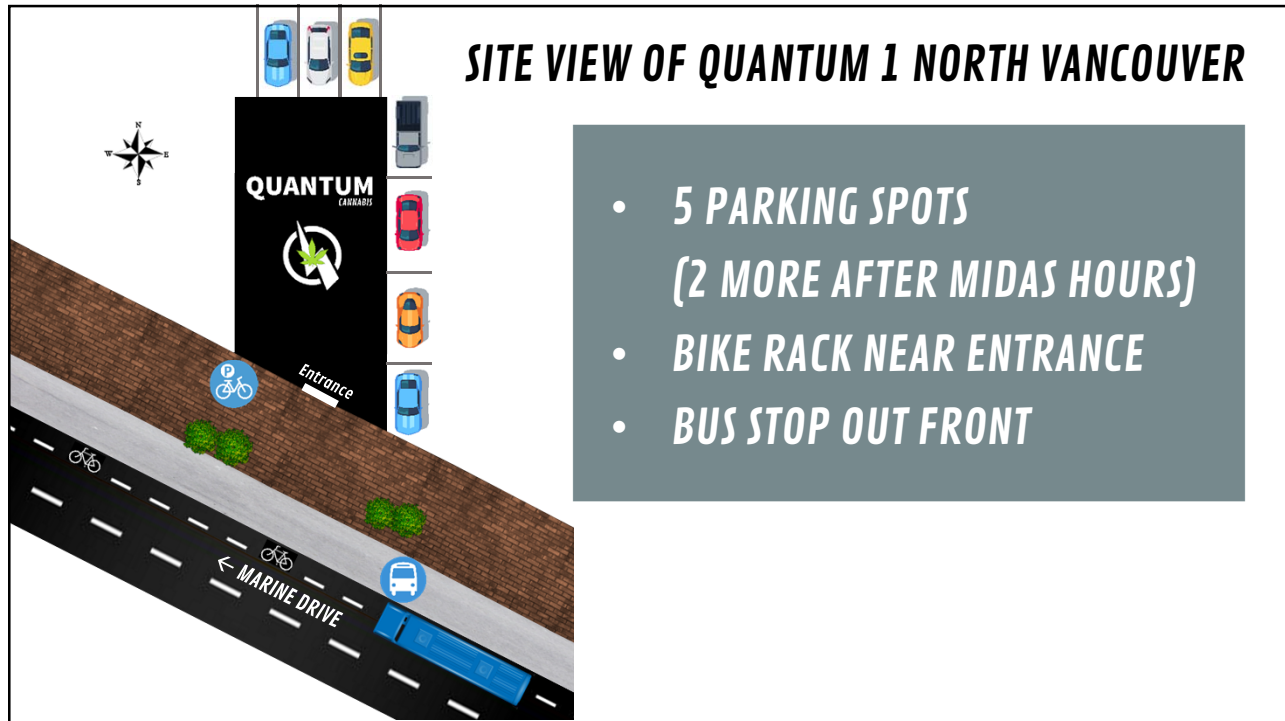 SITE VIEW OF QUANTUM 1 NORTH VANCOUVER
N
W E
S
QUANTUM
CANNABIS
Entrance
P
← MARINE DRIVE
• 5 PARKING SPOTS
(2 MORE AFTER MIDAS HOURS)
• BIKE RACK NEAR ENTRANCE
• BUS STOP OUT FRONT